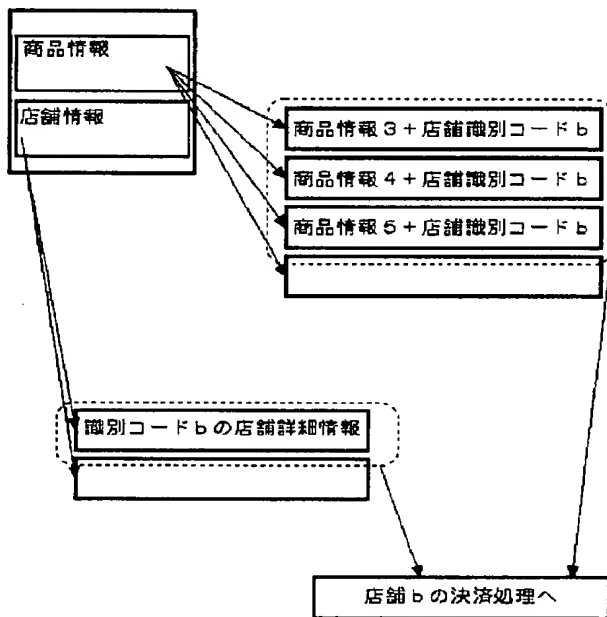 商品情報
店舗情報
商品情報3+店舗識別コードb
商品情報4+店舗識別コードb
商品情報5+店舗識別コードb
識別コードbの店舗詳細情報
店舗bの決済処理へ